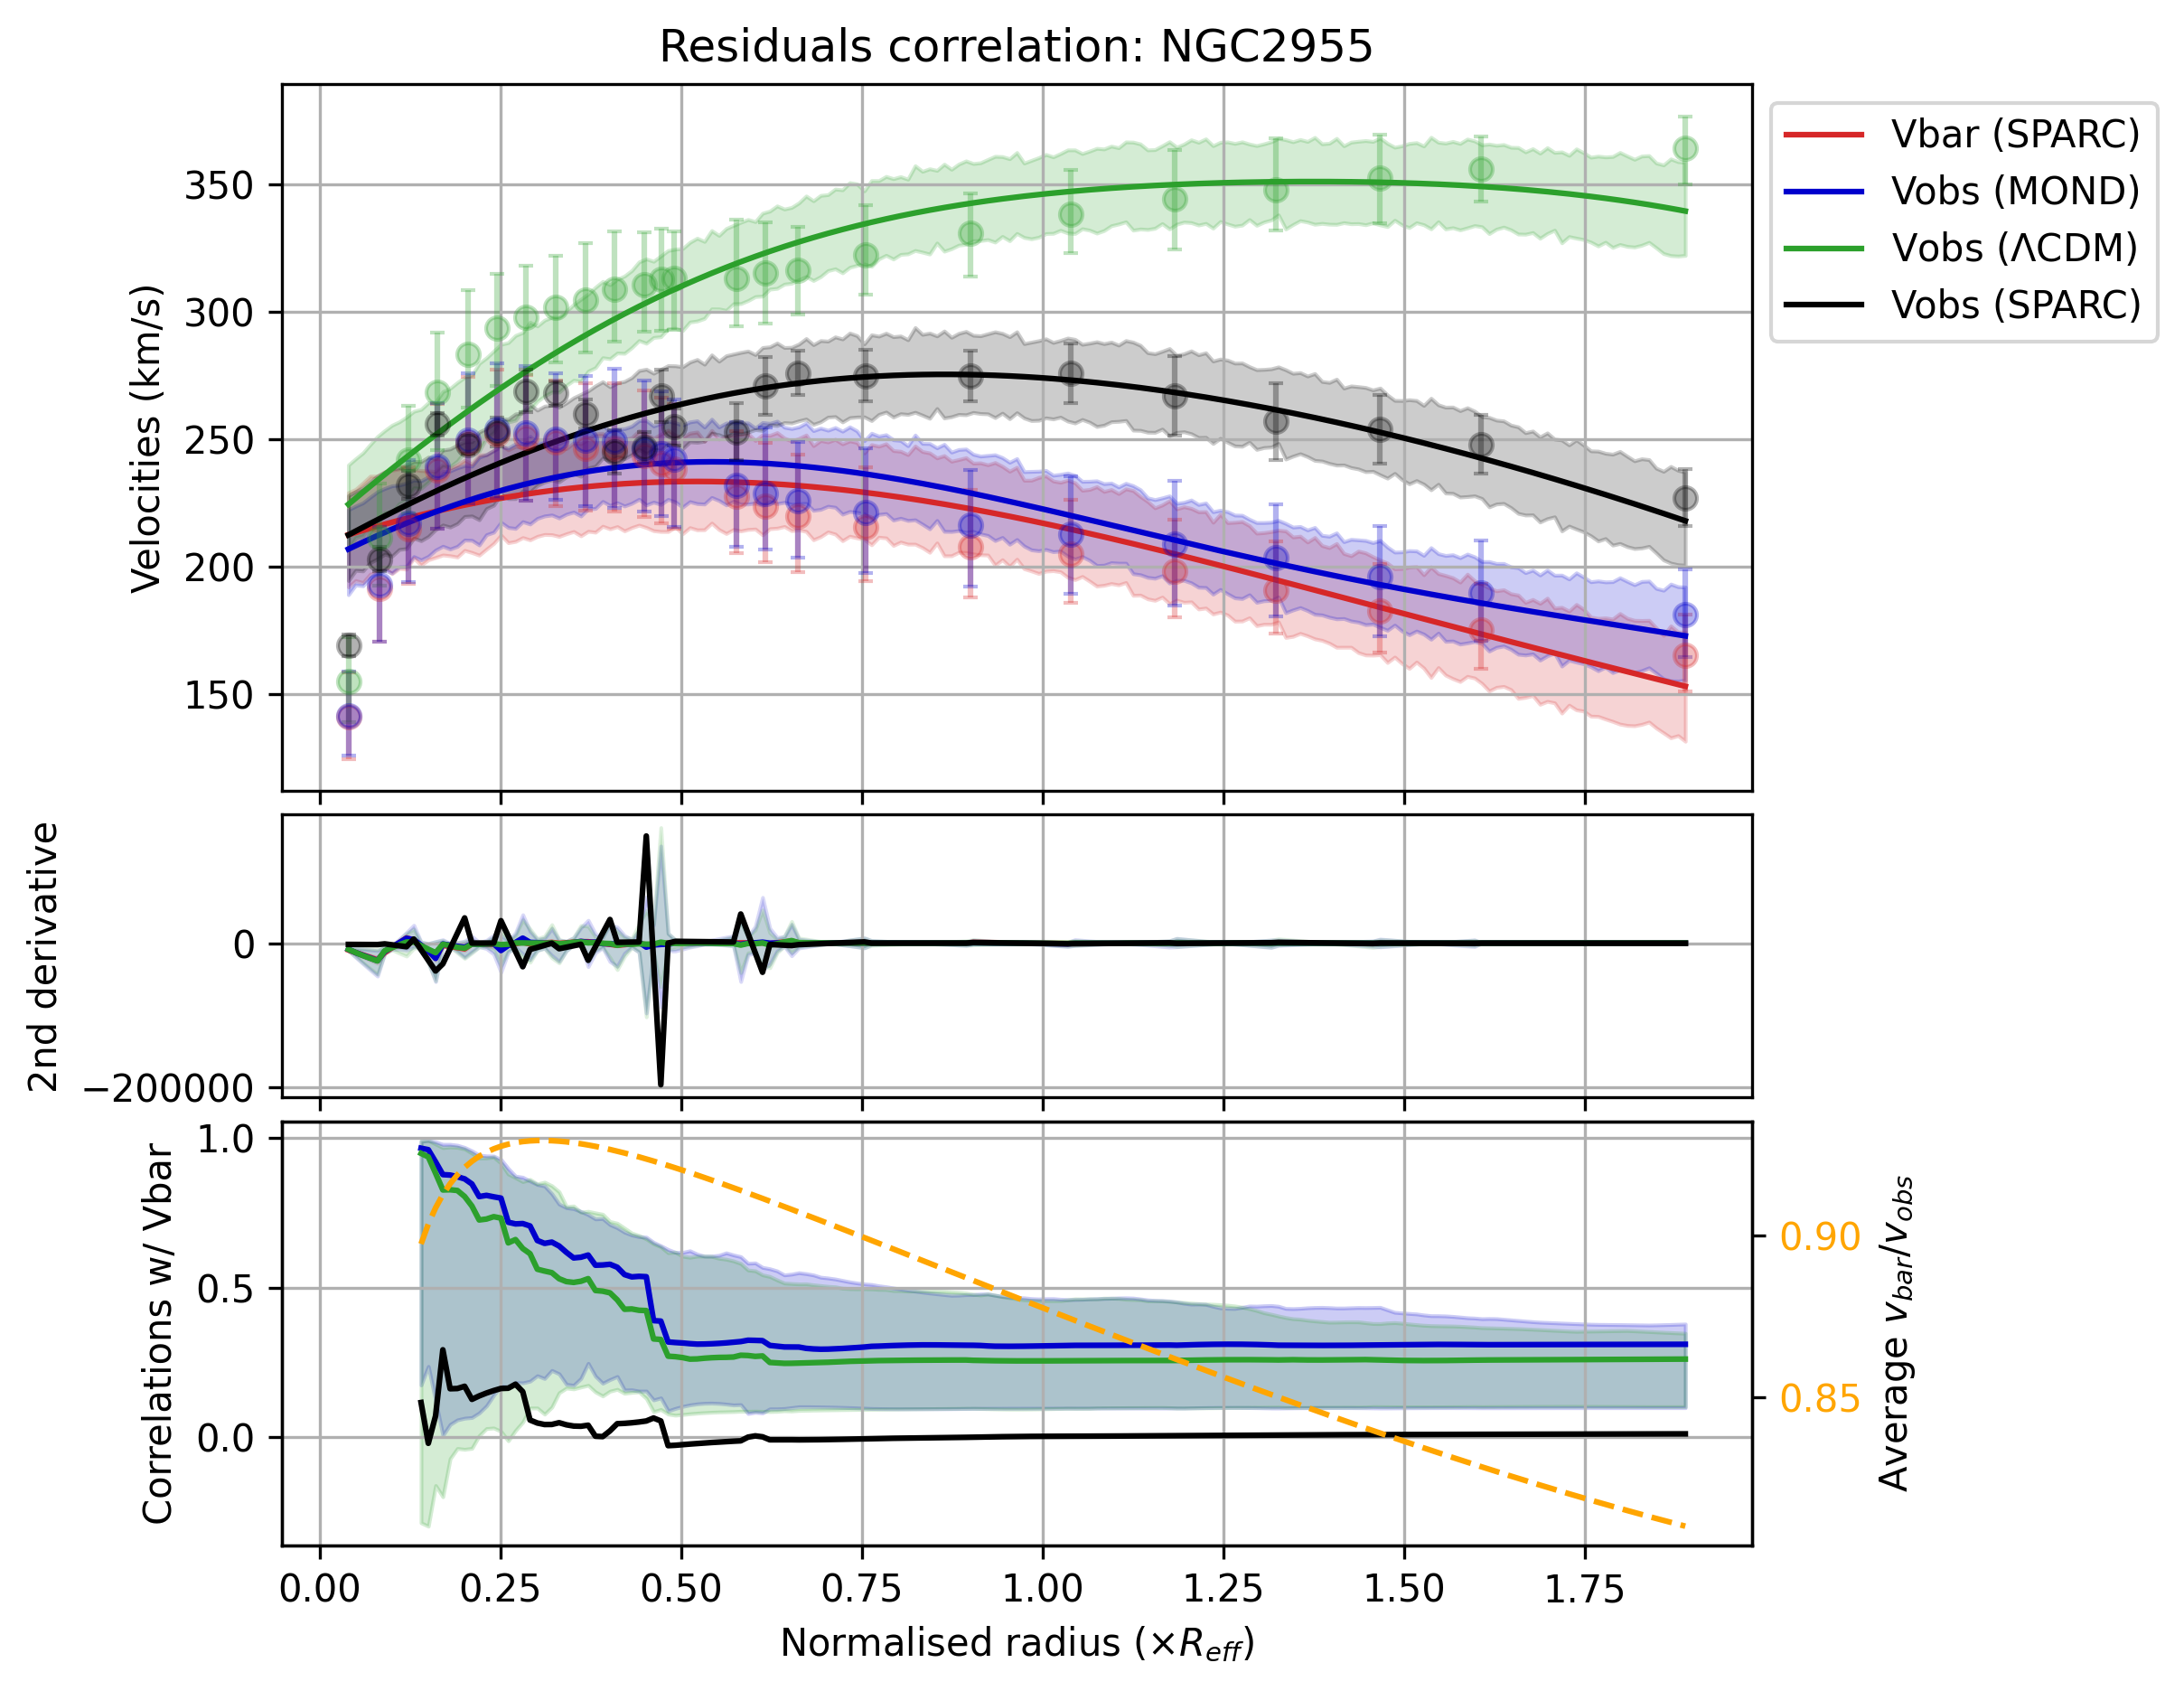 Residuals correlation: NGC2955
Velocities (km/s)
350
300
250
200
150
Vbar (SPARC)
Vobs (MOND)
Vobs (ΛCDM)
Vobs (SPARC)
2nd derivative
0
−200000
Correlations w/ Vbar
1.0
0.5
0.0
0.90
0.85
Average v_bar/v_obs
0.00 0.25 0.50 0.75 1.00 1.25 1.50 1.75
Normalised radius (×R_eff)